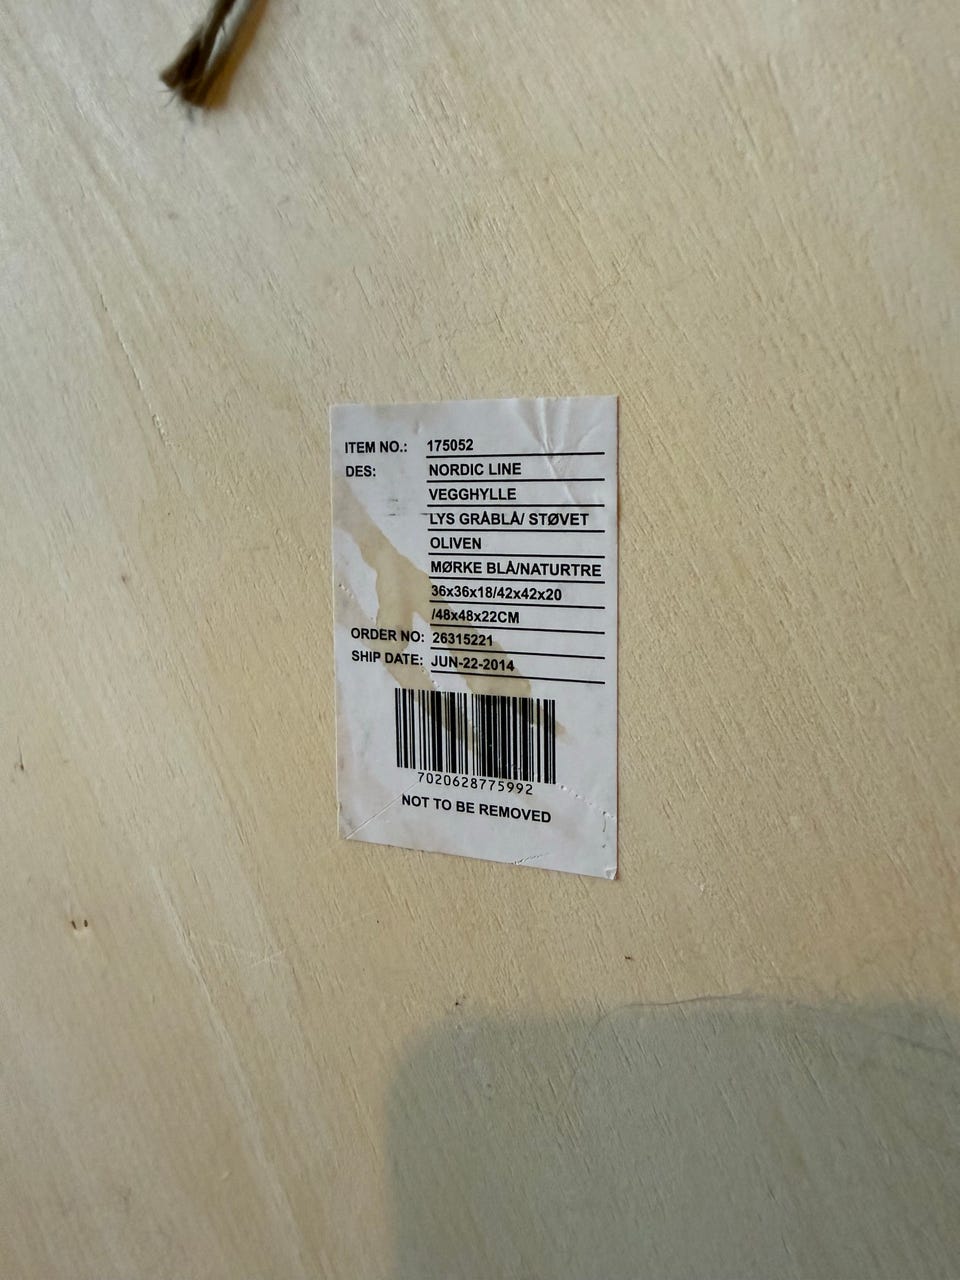 ITEM NO.: 175052
DES: NORDIC LINE
VEGGHYLLE
LYS GRÅBLÅ/ STØVET
OLIVEN
MØRKE BLÅ/NATURTRE
36x36x18/42x42x20
/48x48x22CM
ORDER NO: 26315221
SHIP DATE: JUN-22-2014
7020628775992
NOT TO BE REMOVED